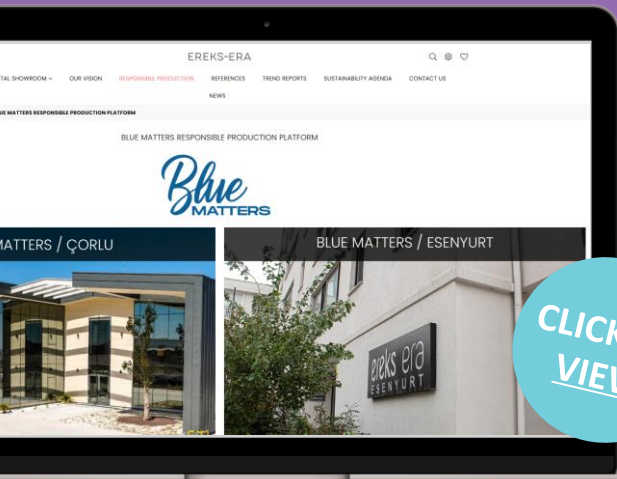 EREKS-ERA
TAL SHOWROOM
OUR VISION
RESPONSIBLE PRODUCTION
REFERENCES
TREND REPORTS
SUSTAINABILITY AGENDA
CONTACT US
NEWS
UE MATTERS RESPONSIBLE PRODUCTION PLATFORM
BLUE MATTERS RESPONSIBLE PRODUCTION PLATFORM
Blue
MATTERS
MATTERS / ÇORLU
BLUE MATTERS / ESENYURT
ereks era
ESENYURT
CLICK
VIEW